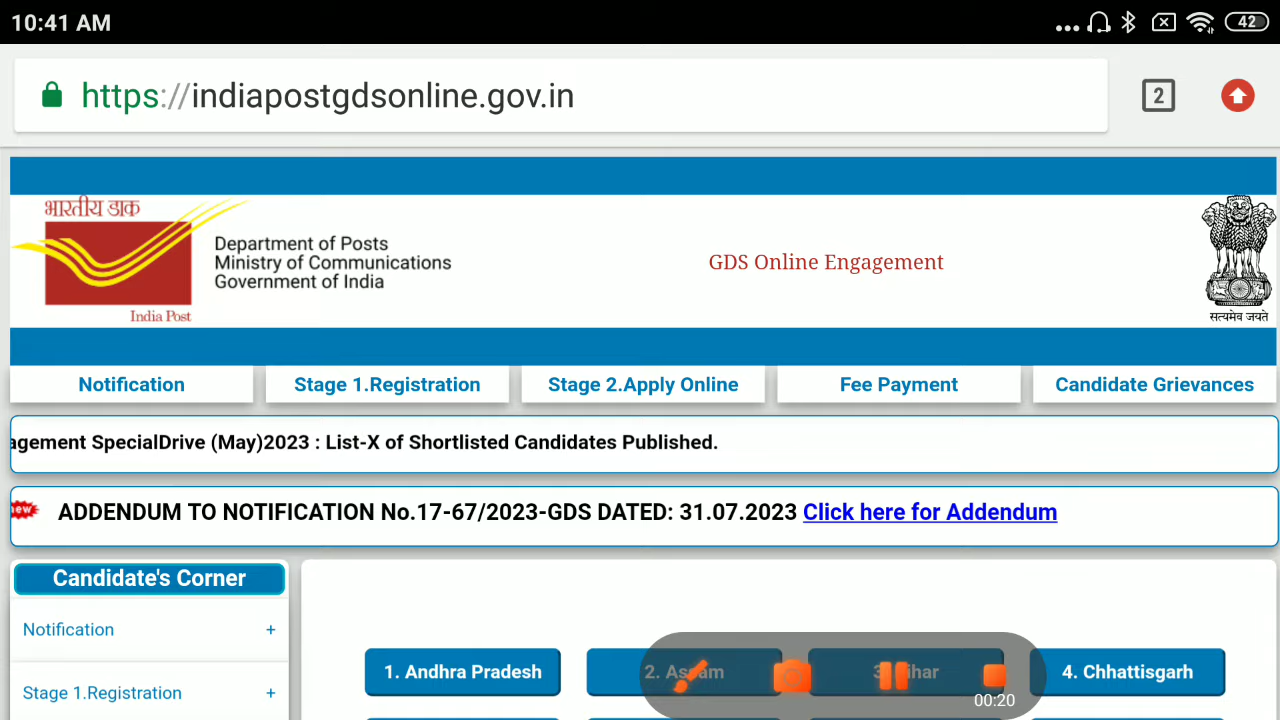 10:41 AM
42
https://indiapostgdsonline.gov.in
2
भारतीय डाक
India Post
Department of Posts
Ministry of Communications
Government of India
GDS Online Engagement
सत्यमेव जयते
Notification
Stage 1.Registration
Stage 2.Apply Online
Fee Payment
Candidate Grievances
agement SpecialDrive (May)2023 : List-X of Shortlisted Candidates Published.
ADDENDUM TO NOTIFICATION No.17-67/2023-GDS DATED: 31.07.2023 Click here for Addendum
Candidate's Corner
Notification +
Stage 1.Registration +
1. Andhra Pradesh
2. Assam
4. Chhattisgarh
00:20